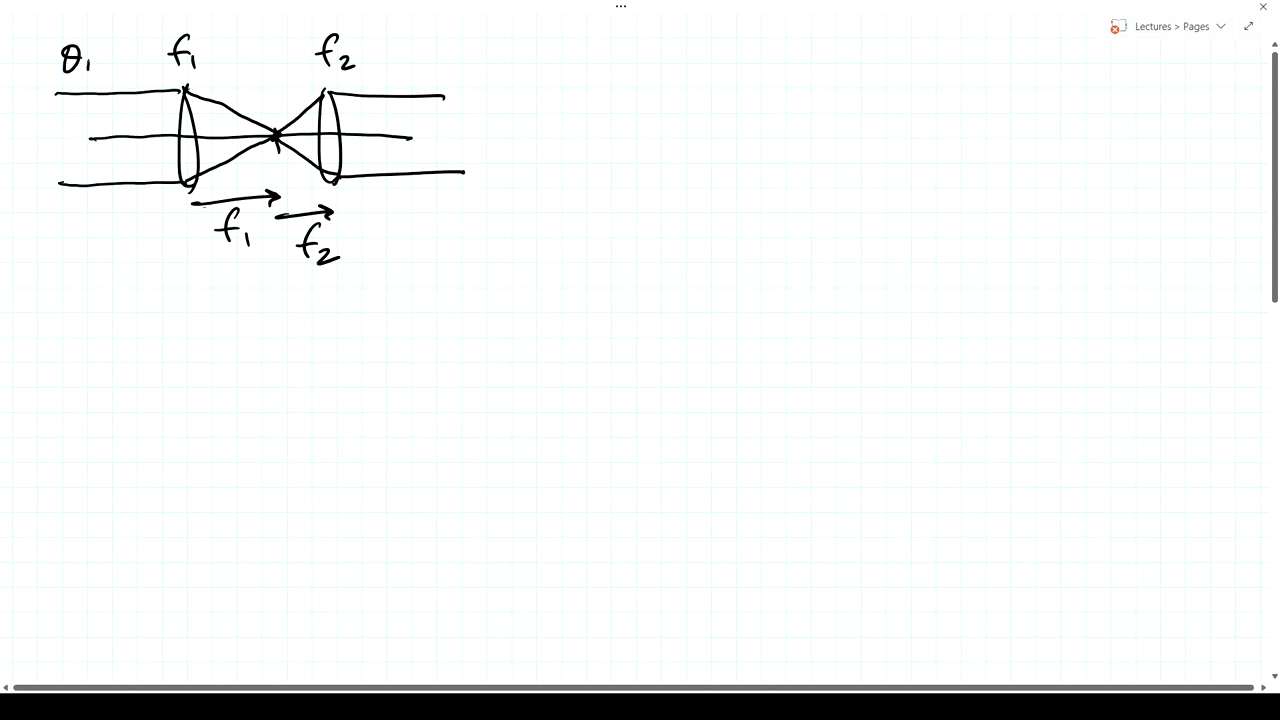 Lectures > Pages
θ₁ f₁ f₂
f₁
f₂